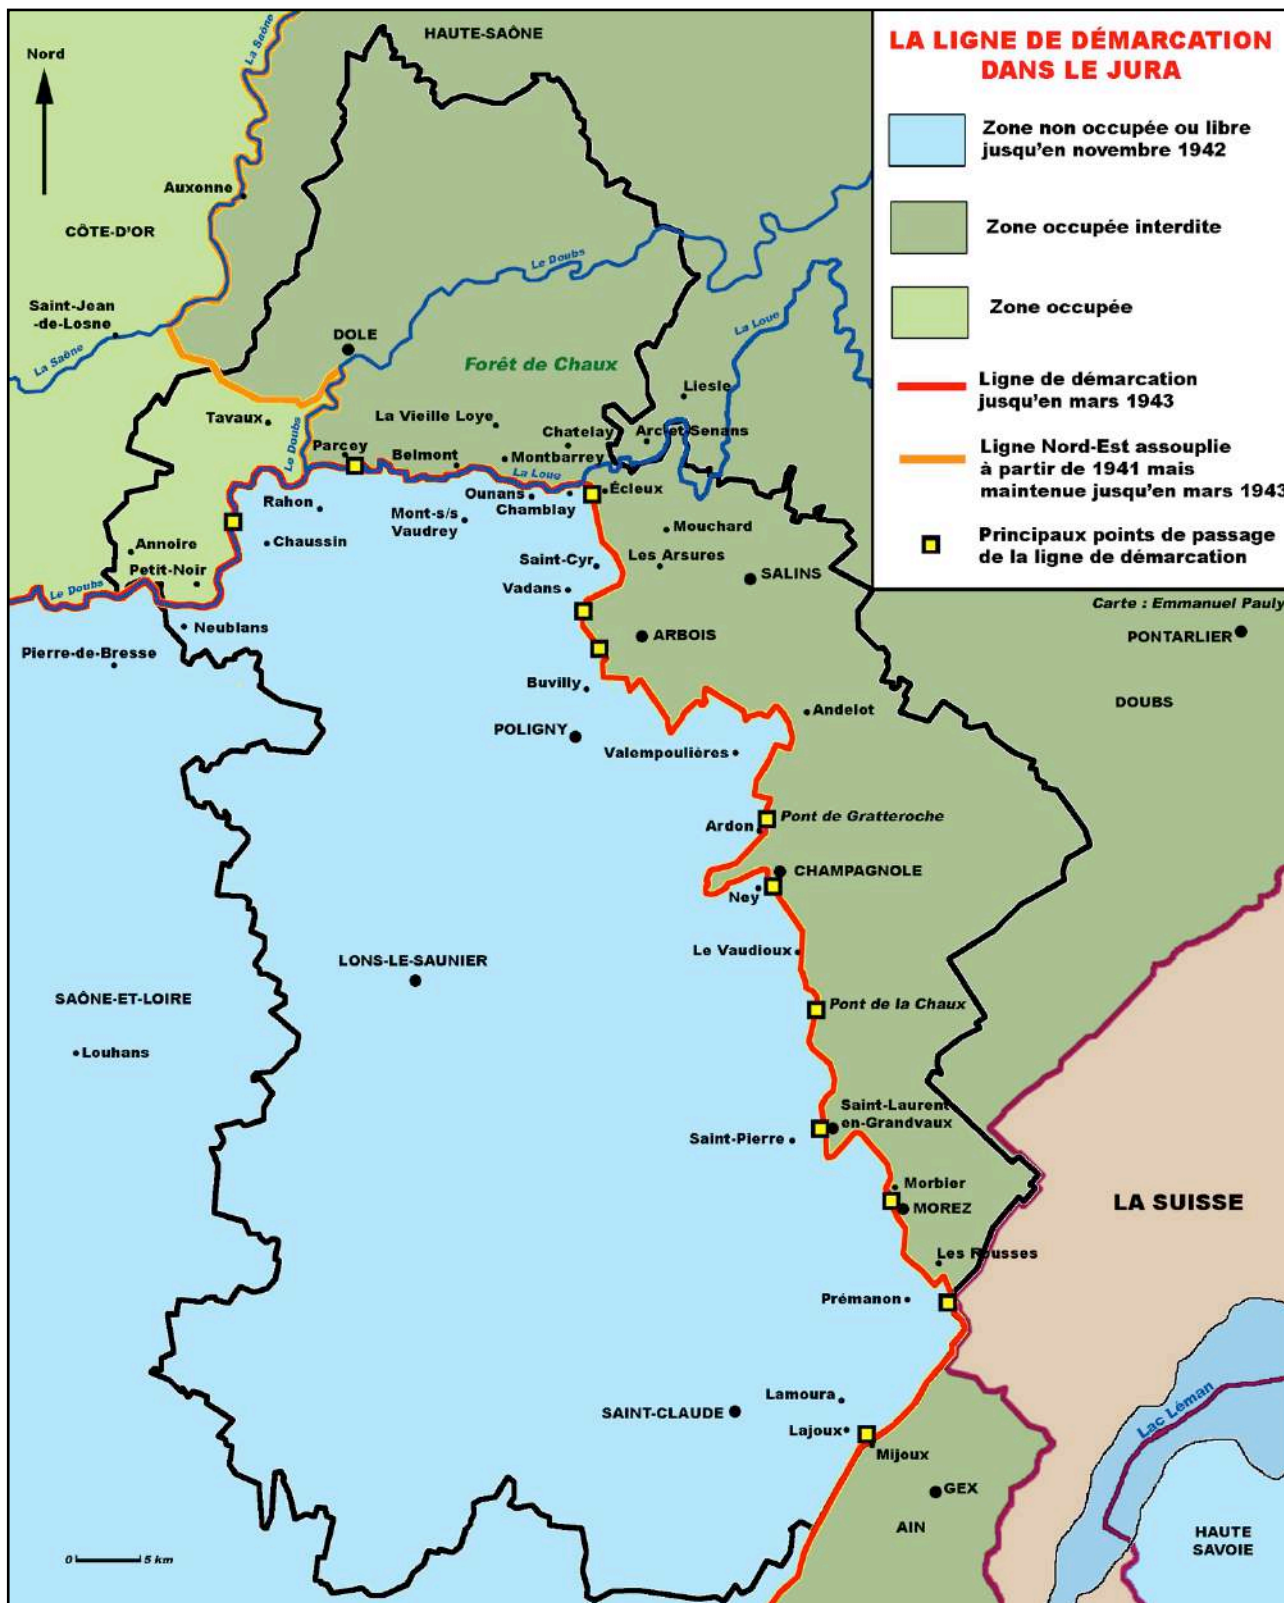 LA LIGNE DE DÉMARCATION
DANS LE JURA
Zone non occupée ou libre
jusqu'en novembre 1942
Zone occupée interdite
Zone occupée
Ligne de démarcation
jusqu'en mars 1943
Ligne Nord-Est assouplie
à partir de 1941 mais
maintenue jusqu'en mars 1943
Principaux points de passage
de la ligne de démarcation
Carte : Emmanuel Pauly
Nord
HAUTE-SAÔNE
La Saône
Auxonne
CÔTE-D'OR
Saint-Jean
-de-Losne
La Saône
DOLE
Le Doubs
La Loue
Forêt de Chaux
Liesle
Tavaux
La Vieille Loye
Chatelay
Arc-et-Senans
Le Doubs
Parcey
Belmont
Montbarrey
La Loue
Rahon
Ounans
Chamblay
Écleux
Mont-s/s
Vaudrey
Mouchard
Annoire
Chaussin
Saint-Cyr
Les Arsures
Petit-Noir
Vadans
SALINS
Le Doubs
Neublans
ARBOIS
PONTARLIER
Pierre-de-Bresse
Buvilly
DOUBS
Andelot
POLIGNY
Valempoulières
Ardon
Pont de Gratteroche
CHAMPAGNOLE
Ney
Le Vaudioux
LONS-LE-SAUNIER
SAÔNE-ET-LOIRE
Pont de la Chaux
Louhans
Saint-Laurent
en-Grandvaux
Saint-Pierre
Morbier
MOREZ
LA SUISSE
Les Rousses
Prémanon
Lamoura
SAINT-CLAUDE
Lajoux
Mijoux
Lac Léman
GEX
AIN
HAUTE
SAVOIE
0
5 km